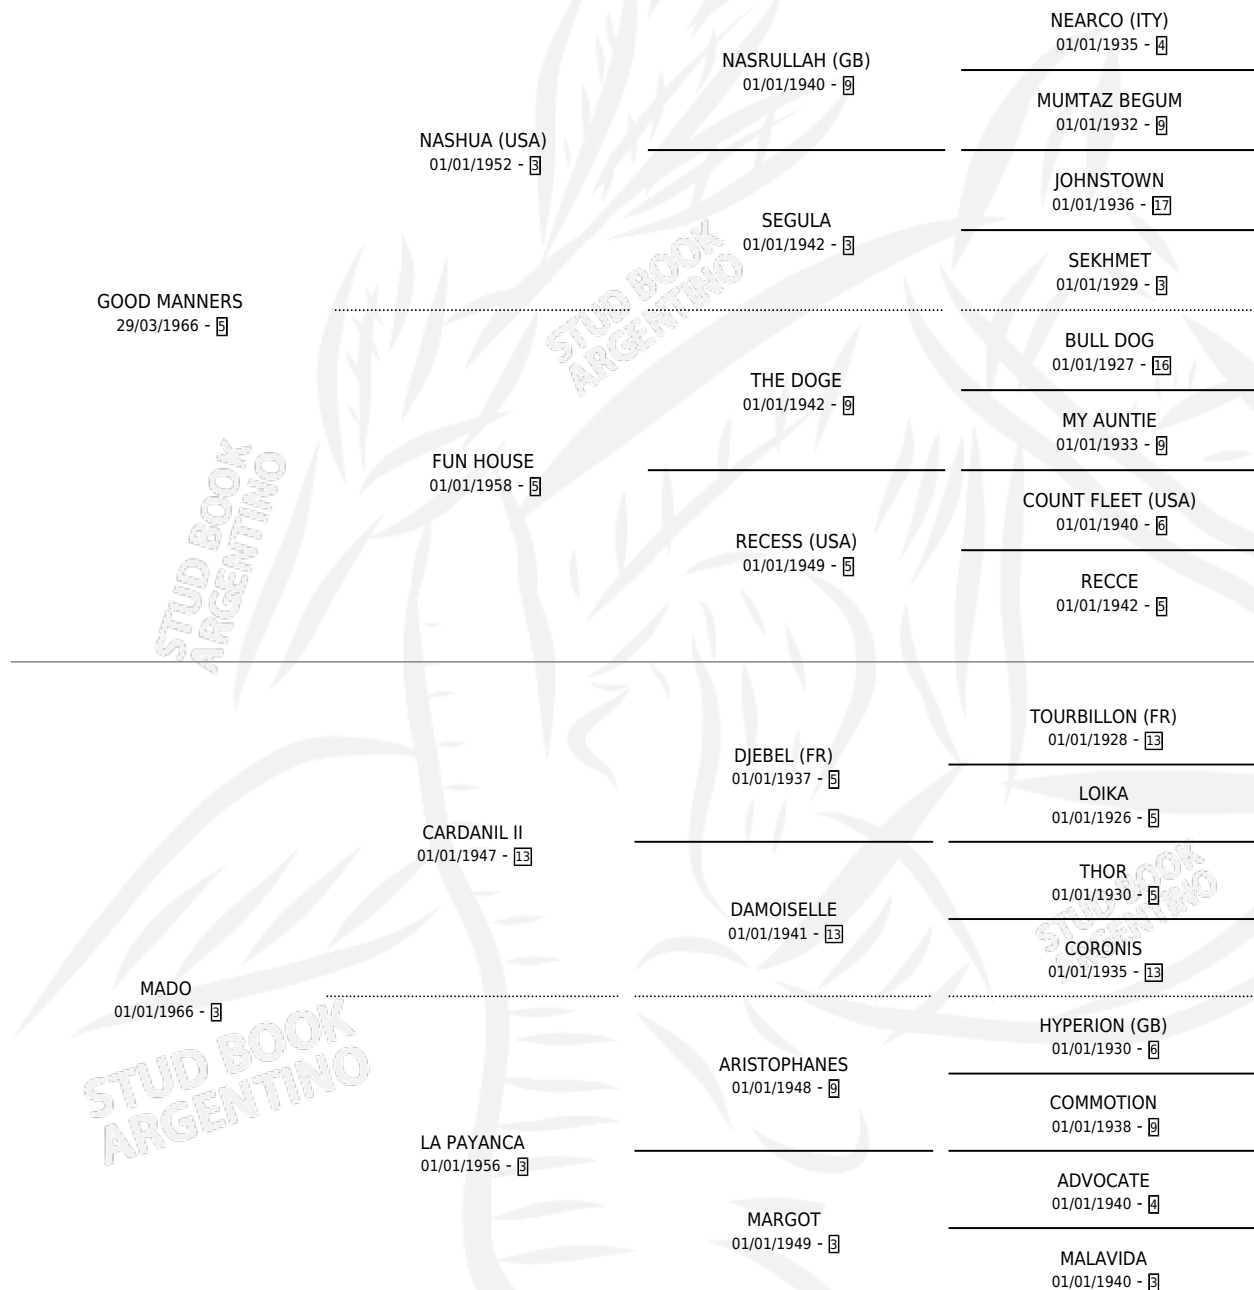 NEARCO (ITY)
01/01/1935 - 4
NASRULLAH (GB)
01/01/1940 - 9
MUMTAZ BEGUM
01/01/1932 - 9
NASHUA (USA)
01/01/1952 - 3
JOHNSTOWN
01/01/1936 - 17
SEGULA
01/01/1942 - 3
SEKHMET
01/01/1929 - 3
GOOD MANNERS
29/03/1966 - 5
BULL DOG
01/01/1927 - 16
THE DOGE
01/01/1942 - 9
MY AUNTIE
01/01/1933 - 9
FUN HOUSE
01/01/1958 - 5
COUNT FLEET (USA)
01/01/1940 - 6
RECESS (USA)
01/01/1949 - 5
RECCE
01/01/1942 - 5
TOURBILLON (FR)
01/01/1928 - 13
DJEBEL (FR)
01/01/1937 - 5
LOIKA
01/01/1926 - 5
CARDANIL II
01/01/1947 - 13
THOR
01/01/1930 - 5
DAMOISELLE
01/01/1941 - 13
CORONIS
01/01/1935 - 13
MADO
01/01/1966 - 3
HYPERION (GB)
01/01/1930 - 6
ARISTOPHANES
01/01/1948 - 9
COMMOTION
01/01/1938 - 9
LA PAYANCA
01/01/1956 - 3
ADVOCATE
01/01/1940 - 4
MARGOT
01/01/1949 - 3
MALAVIDA
01/01/1940 - 3
STUD BOOK
ARGENTINO
STUD BOOK
ARGENTINO
STUD BOOK
ARGENTINO
STUD BOOK
ARGENTINO